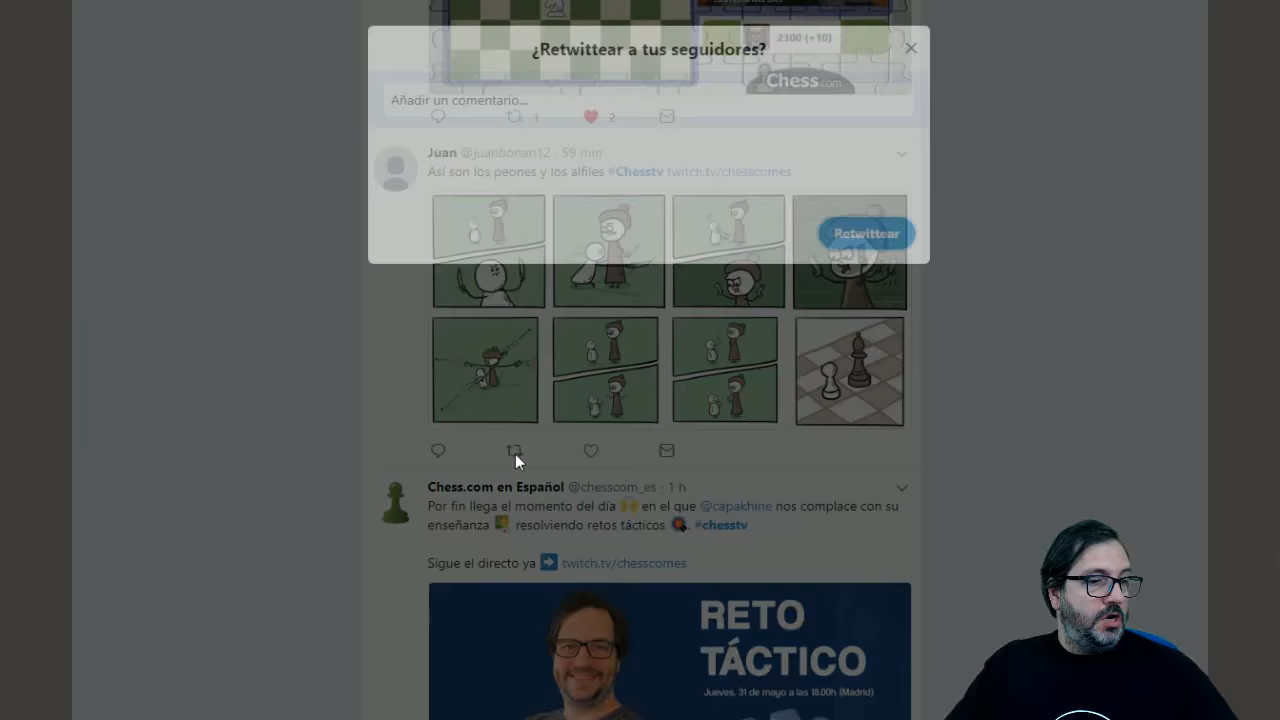 2300 (+10)
¿Retwittear a tus seguidores?
Chess.com
Añadir un comentario...
1
2
Juan @juanbonan12 · 59 min
Así son los peones y los alfiles #Chesstv twitch.tv/chesscomes
Retwittear
Chess.com en Español @chesscom_es · 1 h
Por fin llega el momento del día 🙌 en el que @capakhine nos complace con su
enseñanza resolviendo retos tácticos 🎯. #chesstv
Sigue el directo ya ➡ twitch.tv/chesscomes
RETO
TÁCTICO
Jueves, 31 de mayo a las 18.00h (Madrid)